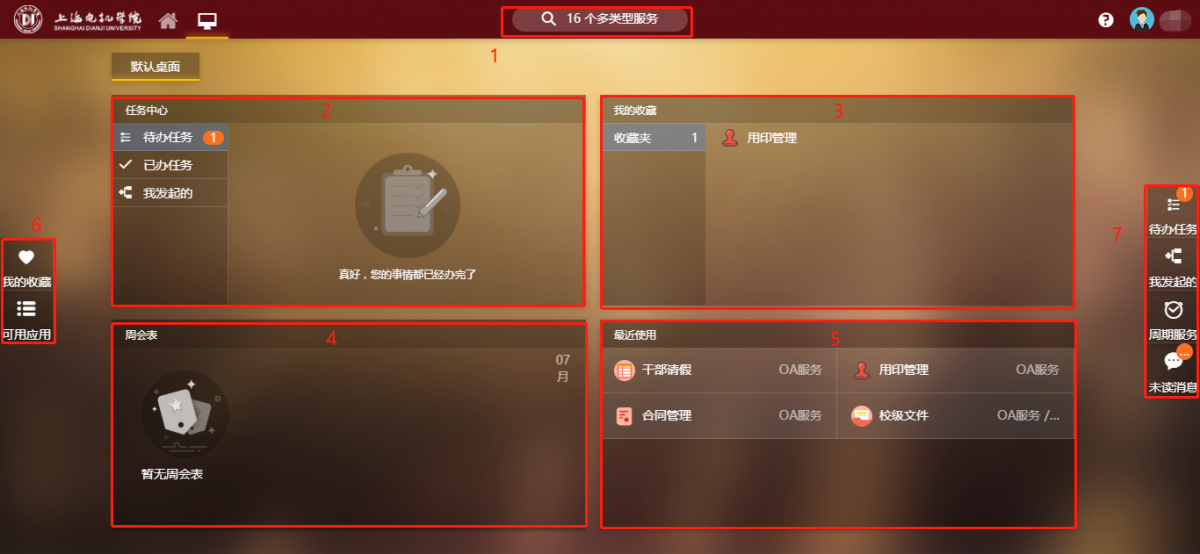 上海电机学院
SHANGHAI DIANJI UNIVERSITY
16 个多类型服务
1
默认桌面
任务中心
2
待办任务 1
已办任务
我发起的
真好，您的事情都已经办完了
我的收藏
3
收藏夹 1
用印管理
6
我的收藏
可用应用
7
1
待办任务
我发起的
周期服务
未读消息
周会表
4
07
月
暂无周会表
最近使用
5
干部请假 OA服务
用印管理 OA服务
合同管理 OA服务
校级文件 OA服务 /...